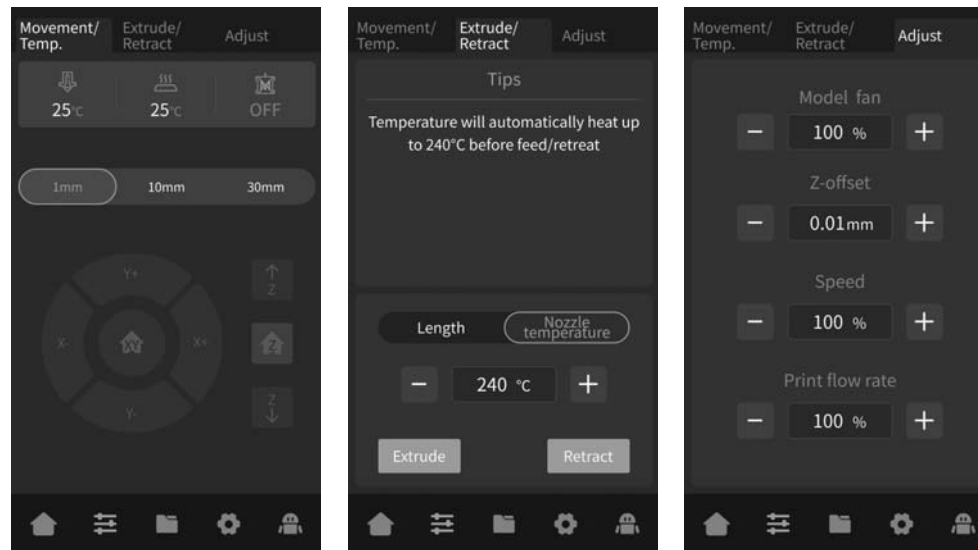 Movement/
Temp.
Extrude/
Retract
Adjust
25°C
25°C
M
OFF
1mm
10mm
30mm
Y+
X-
XY
X+
Y-
Z
Z
Z
Movement/
Temp.
Extrude/
Retract
Adjust
Tips
Temperature will automatically heat up
to 240°C before feed/retreat
Length
Nozzle
temperature
− 240 °C +
Extrude
Retract
Movement/
Temp.
Extrude/
Retract
Adjust
Model fan
− 100 % +
Z-offset
− 0.01mm +
Speed
− 100 % +
Print flow rate
− 100 % +